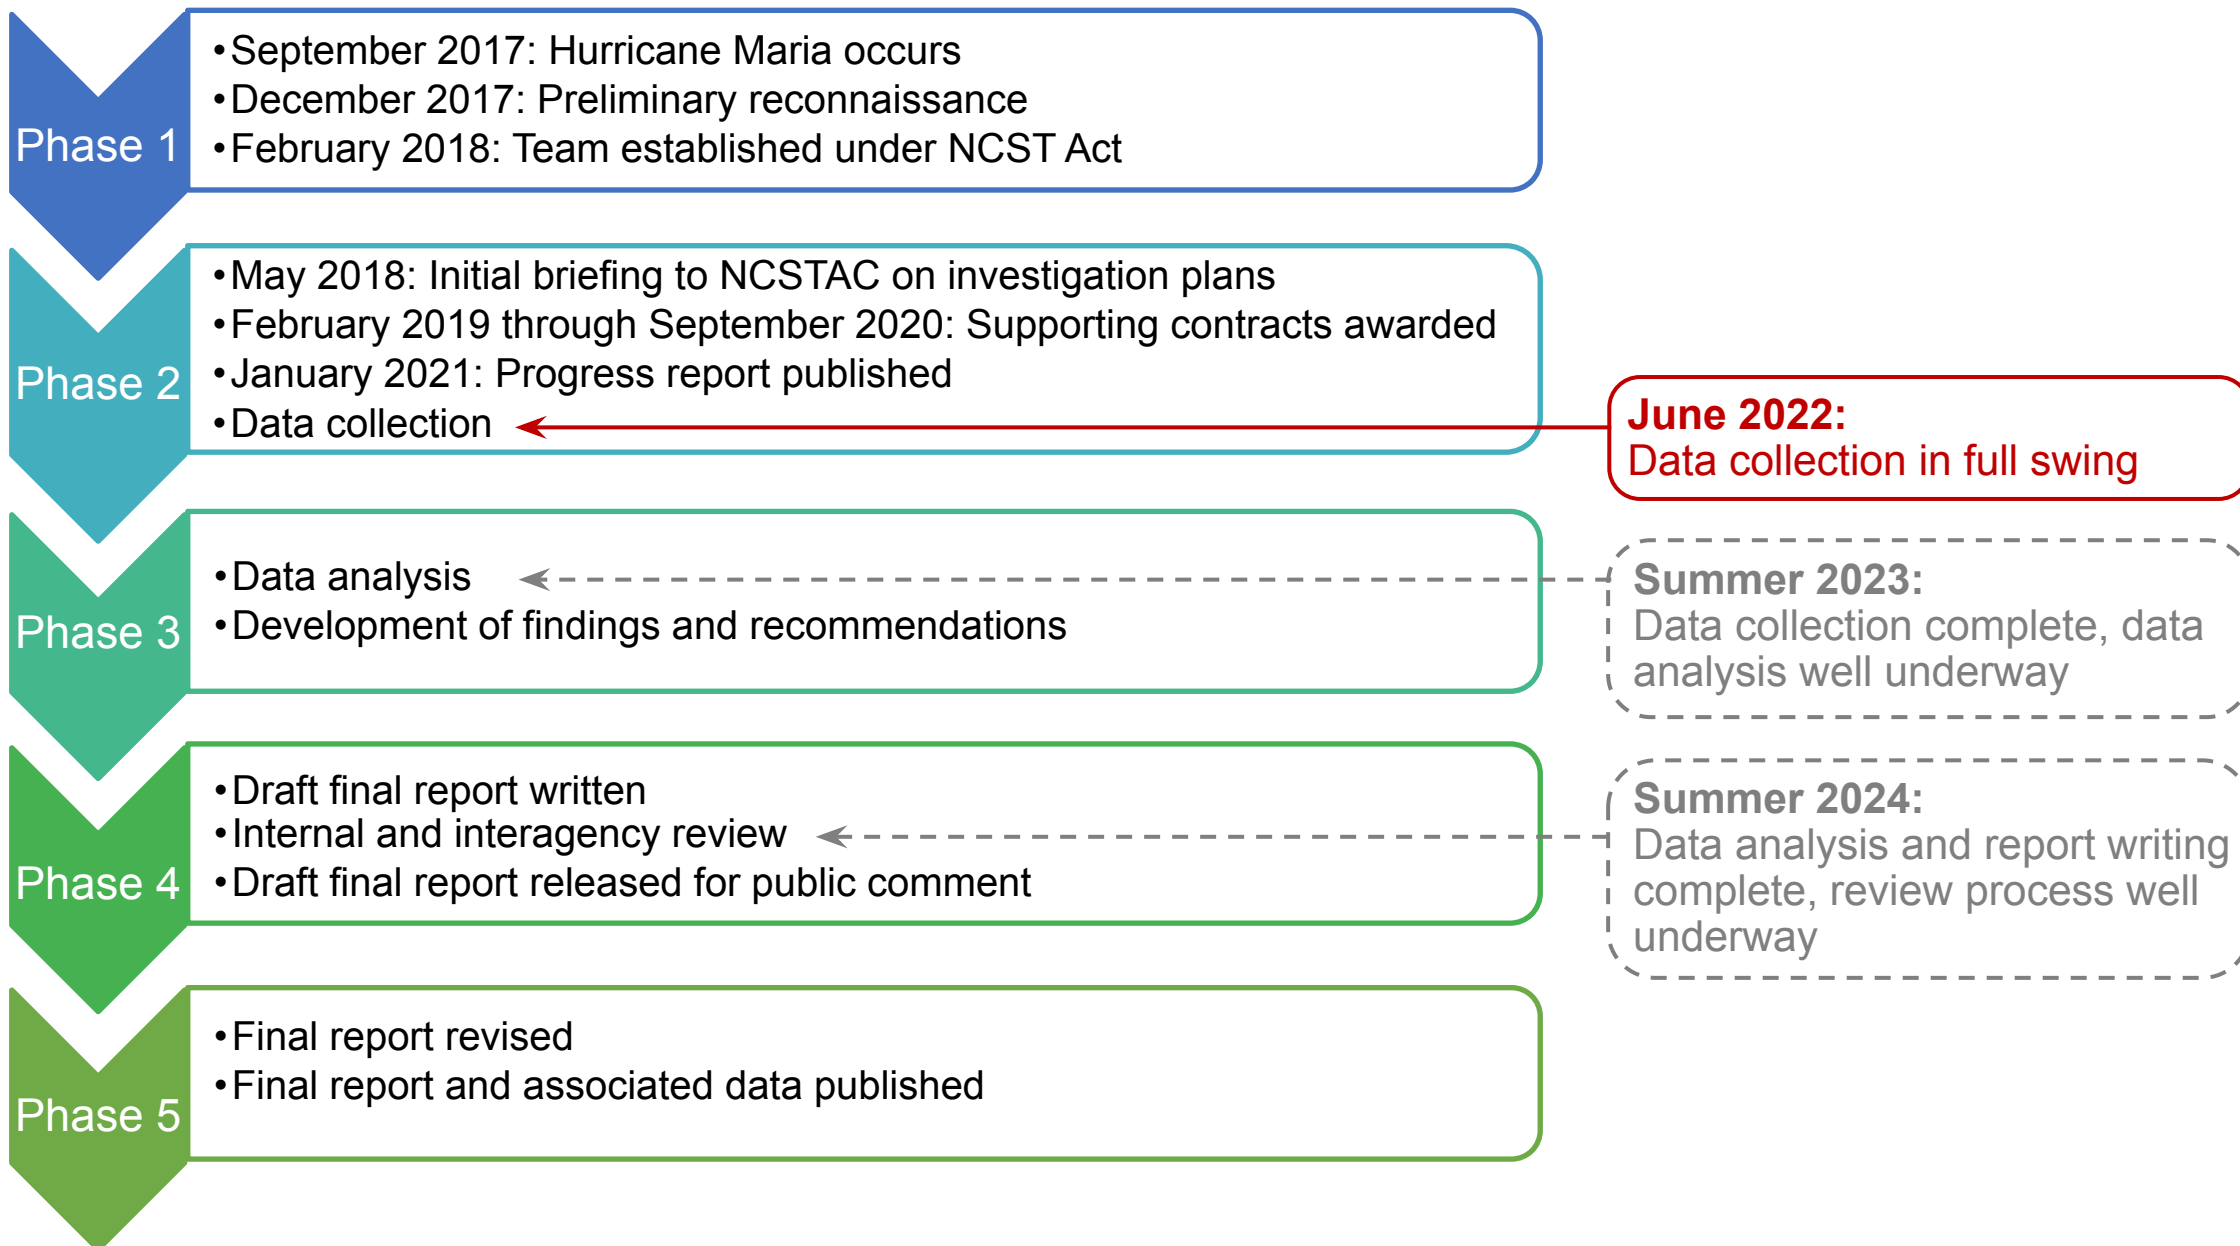 Phase 1
•September 2017: Hurricane Maria occurs
•December 2017: Preliminary reconnaissance
•February 2018: Team established under NCST Act
Phase 2
•May 2018: Initial briefing to NCSTAC on investigation plans
•February 2019 through September 2020: Supporting contracts awarded
•January 2021: Progress report published
•Data collection
June 2022:
Data collection in full swing
Phase 3
•Data analysis
•Development of findings and recommendations
Summer 2023:
Data collection complete, data
analysis well underway
Phase 4
•Draft final report written
•Internal and interagency review
•Draft final report released for public comment
Summer 2024:
Data analysis and report writing
complete, review process well
underway
Phase 5
•Final report revised
•Final report and associated data published